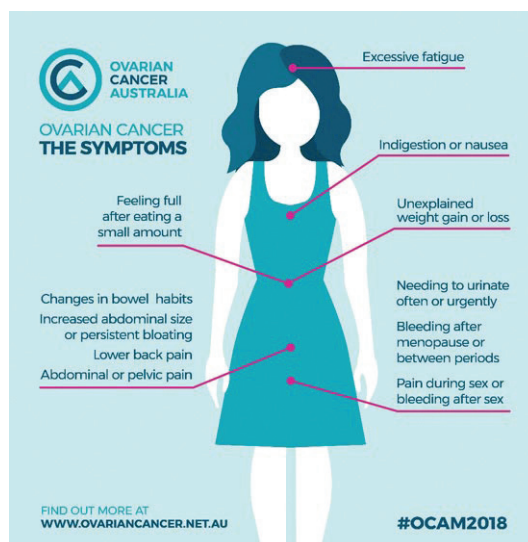 OVARIAN
CANCER
AUSTRALIA
OVARIAN CANCER
THE SYMPTOMS
Excessive fatigue
Indigestion or nausea
Feeling full
after eating a
small amount
Unexplained
weight gain or loss
Changes in bowel habits
Increased abdominal size
or persistent bloating
Lower back pain
Abdominal or pelvic pain
Needing to urinate
often or urgently
Bleeding after
menopause or
between periods
Pain during sex or
bleeding after sex
FIND OUT MORE AT
WWW.OVARIANCANCER.NET.AU
#OCAM2018